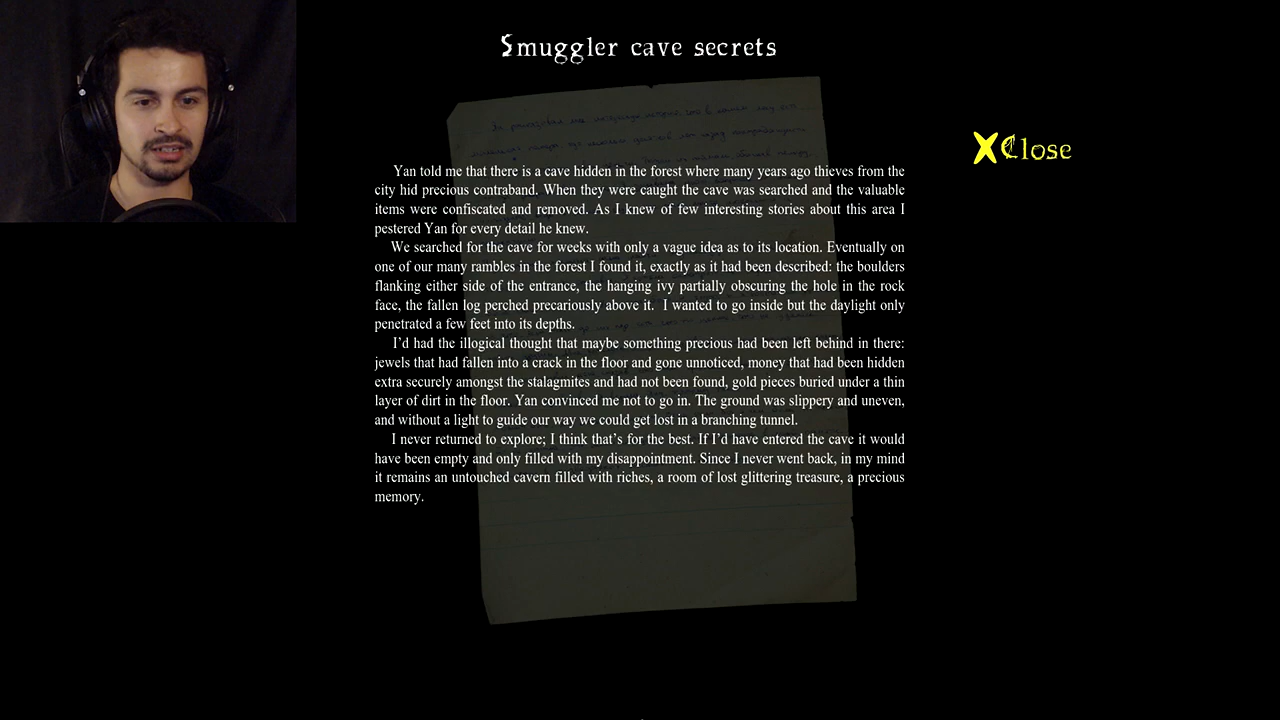 Smuggler cave secrets
X Close
Yan told me that there is a cave hidden in the forest where many years ago thieves from the
city hid precious contraband. When they were caught the cave was searched and the valuable
items were confiscated and removed. As I knew of few interesting stories about this area I
pestered Yan for every detail he knew.
We searched for the cave for weeks with only a vague idea as to its location. Eventually on
one of our many rambles in the forest I found it, exactly as it had been described: the boulders
flanking either side of the entrance, the hanging ivy partially obscuring the hole in the rock
face, the fallen log perched precariously above it. I wanted to go inside but the daylight only
penetrated a few feet into its depths.
I'd had the illogical thought that maybe something precious had been left behind in there:
jewels that had fallen into a crack in the floor and gone unnoticed, money that had been hidden
extra securely amongst the stalagmites and had not been found, gold pieces buried under a thin
layer of dirt in the floor. Yan convinced me not to go in. The ground was slippery and uneven,
and without a light to guide our way we could get lost in a branching tunnel.
I never returned to explore; I think that's for the best. If I'd have entered the cave it would
have been empty and only filled with my disappointment. Since I never went back, in my mind
it remains an untouched cavern filled with riches, a room of lost glittering treasure, a precious
memory.